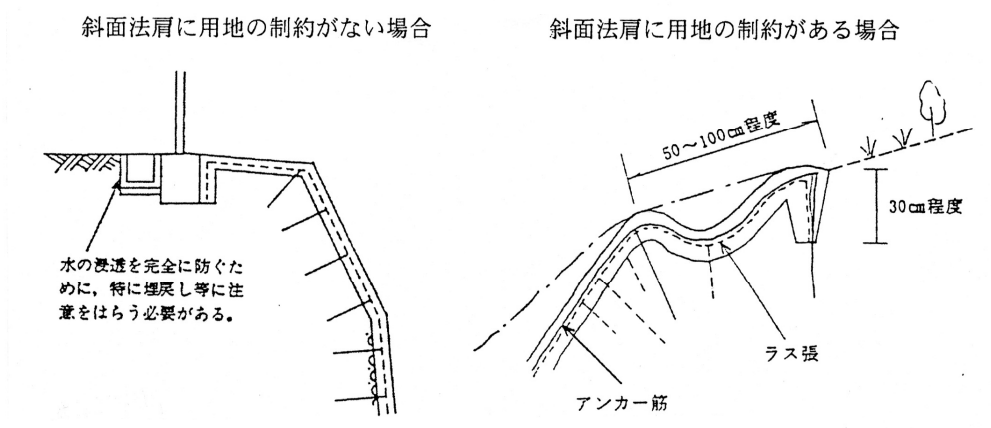 斜面法肩に用地の制約がない場合
斜面法肩に用地の制約がある場合
50〜100㎝程度
30㎝程度
水の浸透を完全に防ぐた
めに，特に埋戻し等に注
意をはらう必要がある。
ラス張
アンカー筋